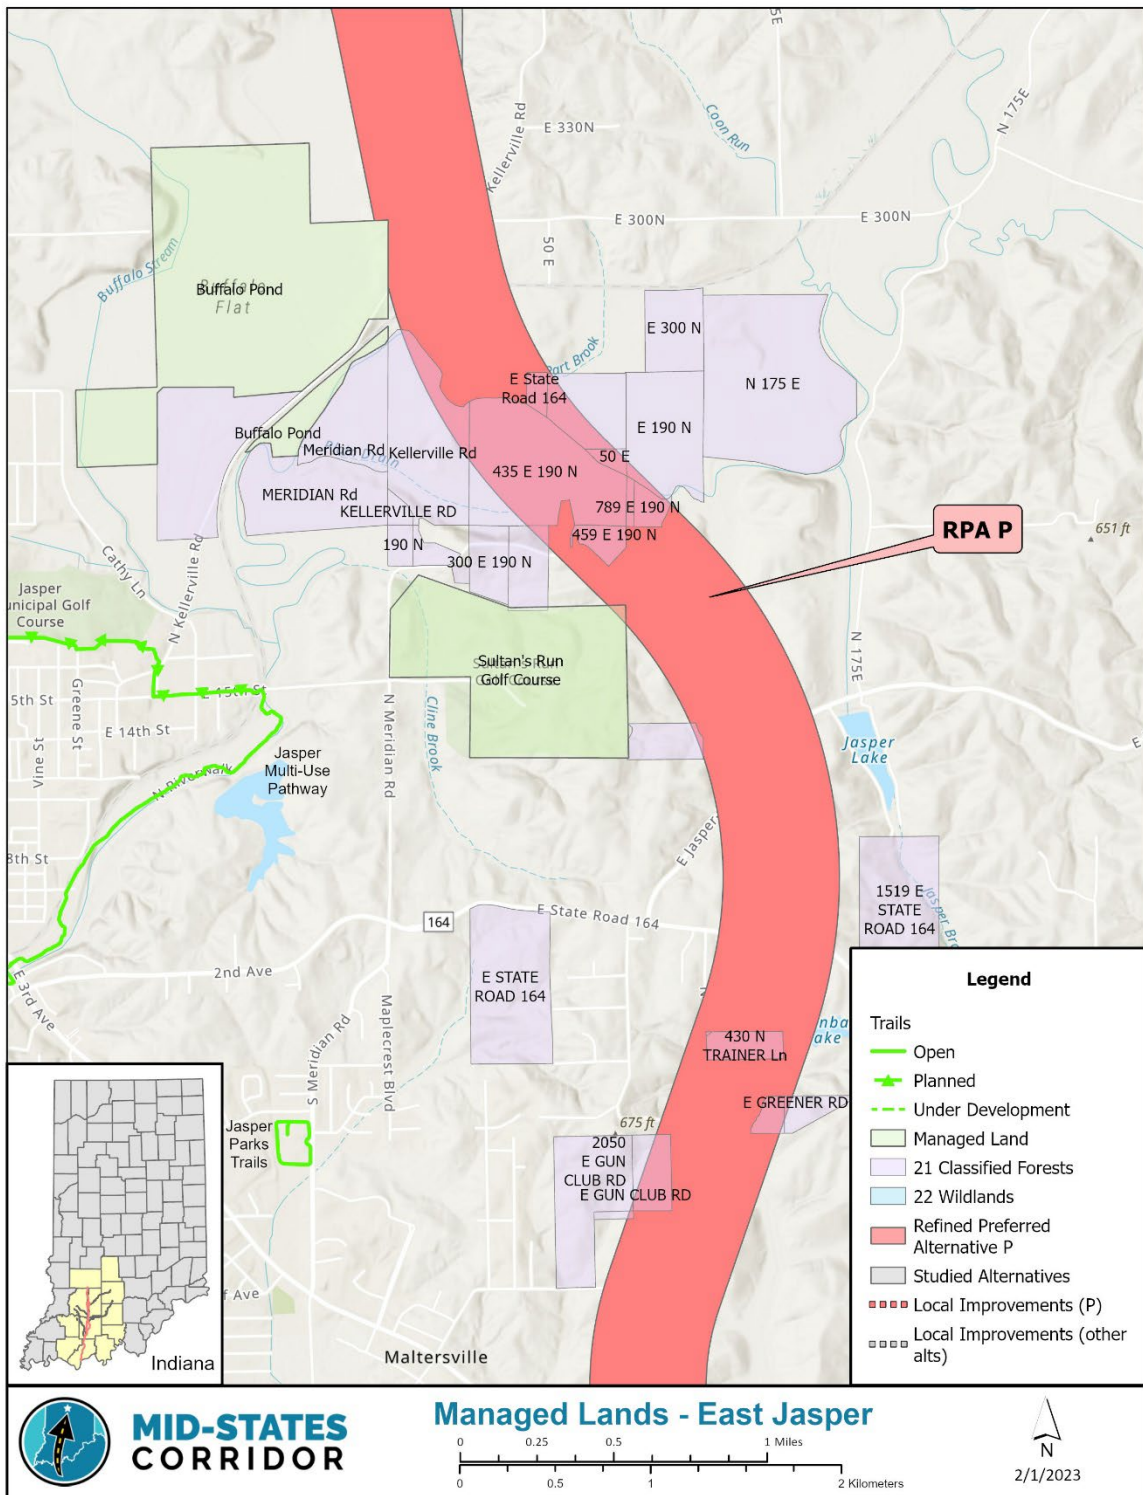 Kellerville Rd
E 330N
Coon Run
N 175E
E 300N
E 300N
50 E
Buffalo Stream
Buffalo Pond
Flat
E 300 N
N 175 E
E State
Road 164
E 190 N
Buffalo Pond
Meridian Rd
Kellerville Rd
50 E
435 E 190 N
MERIDIAN Rd
KELLERVILLE RD
789 E 190 N
459 E 190 N
190 N
300 E 190 N
RPA P
651 ft
Cathy Ln
N Kellerville Rd
Jasper
unicipal Golf
Course
Sultan's Run
Golf Course
N 175E
5th St
Greene St
E 15th St
E 14th St
Vine St
N Riverwalk
Jasper
Multi-Use
Pathway
N Meridian Rd
Cline Brook
Jasper
Lake
E
E Jasper
8th St
164
E State Road 164
1519 E
STATE
ROAD 164
2nd Ave
E 3rd Ave
E STATE
ROAD 164
S Meridian Rd
Maplecrest Blvd
430 N
TRAINER Ln
E GREENER RD
Jasper
Parks
Trails
675 ft
2050
E GUN
CLUB RD
E GUN CLUB RD
Maltersville
Indiana
Legend
Trails
Open
Planned
Under Development
Managed Land
21 Classified Forests
22 Wildlands
Refined Preferred
Alternative P
Studied Alternatives
Local Improvements (P)
Local Improvements (other
alts)
MID-STATES
CORRIDOR
Managed Lands - East Jasper
0 0.25 0.5 1 Miles
0 0.5 1 2 Kilometers
N
2/1/2023